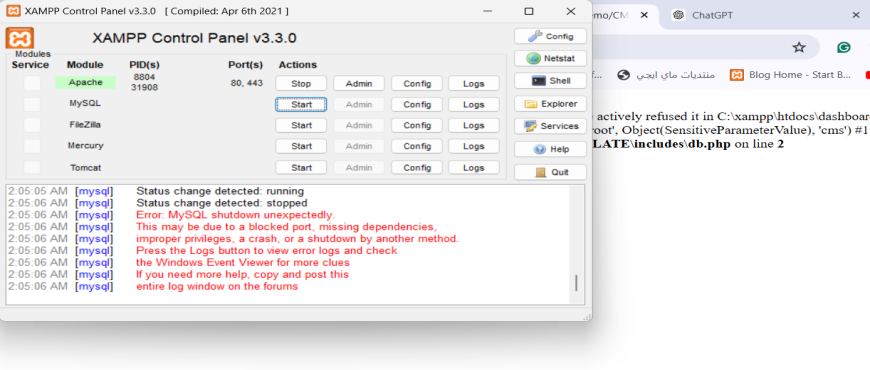 XAMPP Control Panel v3.3.0 [ Compiled: Apr 6th 2021 ]
XAMPP Control Panel v3.3.0
Modules
Service Module PID(s) Port(s) Actions
Apache 8804 31908 80, 443 Stop Admin Config Logs
MySQL Start Admin Config Logs
FileZilla Start Admin Config Logs
Mercury Start Admin Config Logs
Tomcat Start Admin Config Logs
Config
Netstat
Shell
Explorer
Services
Help
Quit
2:05:05 AM [mysql] Status change detected: running
2:05:06 AM [mysql] Status change detected: stopped
2:05:06 AM [mysql] Error: MySQL shutdown unexpectedly.
2:05:06 AM [mysql] This may be due to a blocked port, missing dependencies,
2:05:06 AM [mysql] improper privileges, a crash, or a shutdown by another method.
2:05:06 AM [mysql] Press the Logs button to view error logs and check
2:05:06 AM [mysql] the Windows Event Viewer for more clues
2:05:06 AM [mysql] If you need more help, copy and post this
2:05:06 AM [mysql] entire log window on the forums
emo/CM ChatGPT
f... منتديات ماي ايجي Blog Home - Start B...
actively refused it in C:\xampp\htdocs\dashboar
root', Object(SensitiveParameterValue), 'cms') #1
LATE\includes\db.php on line 2